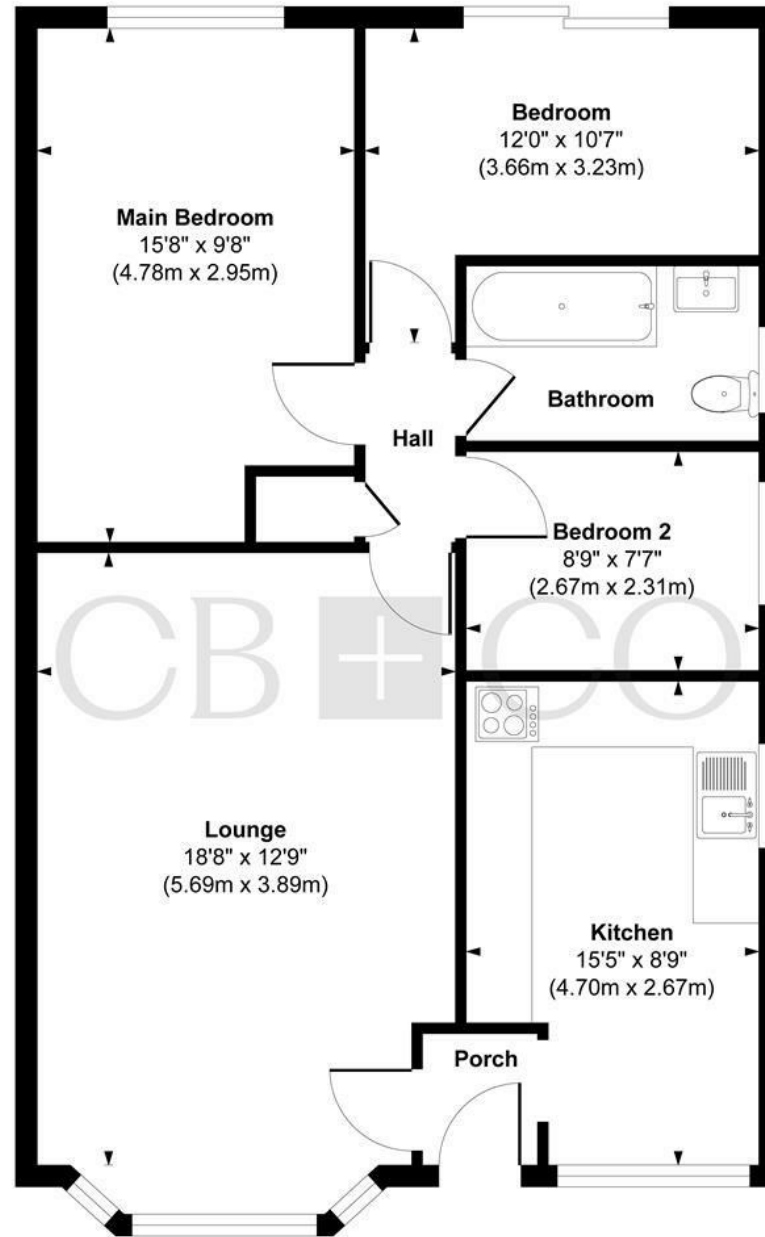 Bedroom
12'0" x 10'7"
(3.66m x 3.23m)
Main Bedroom
15'8" x 9'8"
(4.78m x 2.95m)
Bathroom
Hall
Bedroom 2
8'9" x 7'7"
(2.67m x 2.31m)
CB + CO
Lounge
18'8" x 12'9"
(5.69m x 3.89m)
Kitchen
15'5" x 8'9"
(4.70m x 2.67m)
Porch